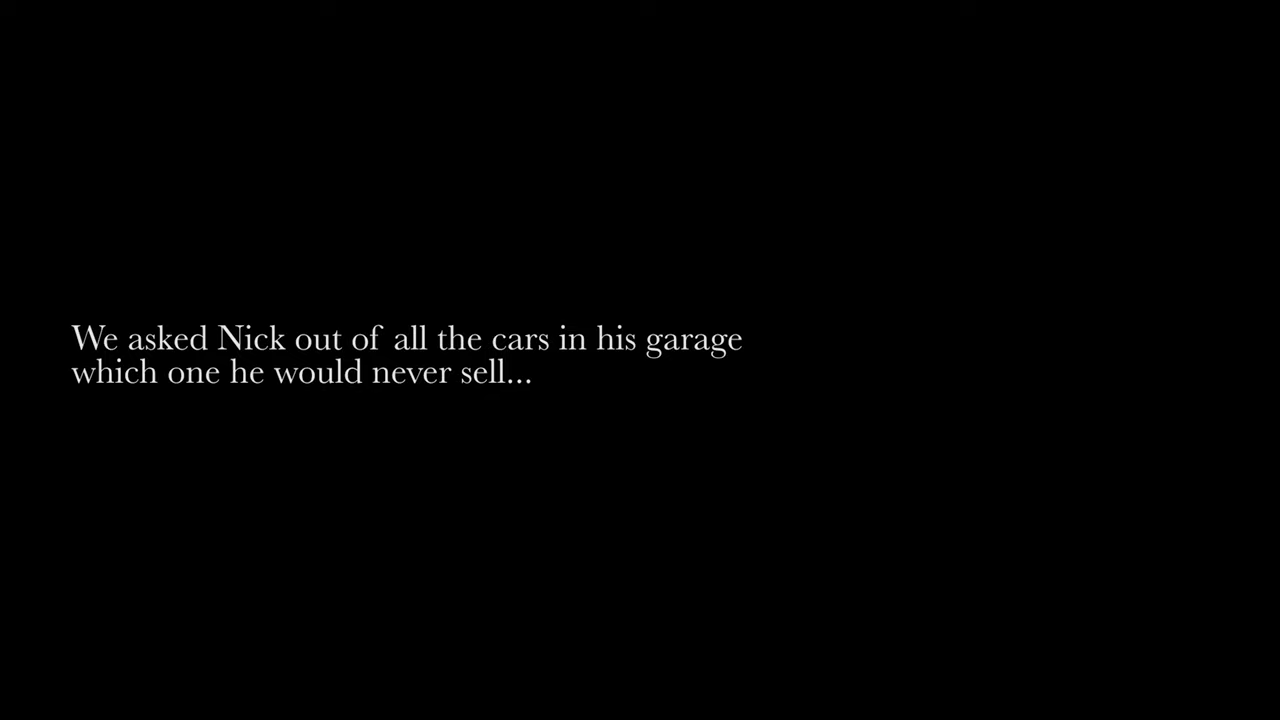 We asked Nick out of all the cars in his garage
which one he would never sell...